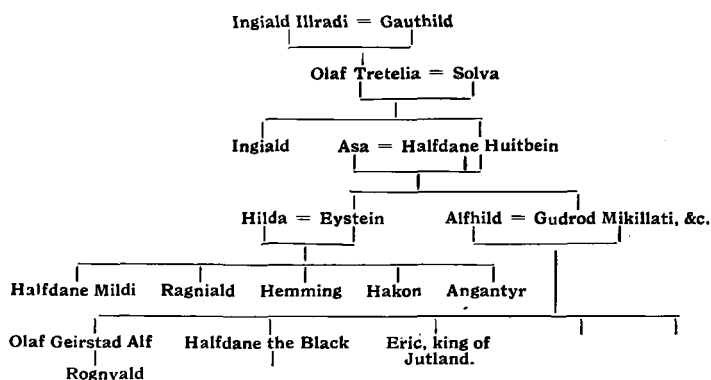 Ingiald Illradi = Gauthild
Olaf Tretelia = Solva
Ingiald Asa = Halfdane Huitbein
Hilda = Eystein Alfhild = Gudrod Mikillati, &c.
Halfdane Mildi Ragniald Hemming Hakon Angantyr
Olaf Geirstad Alf Halfdane the Black Eric, king of
Jutland.
Rognvald